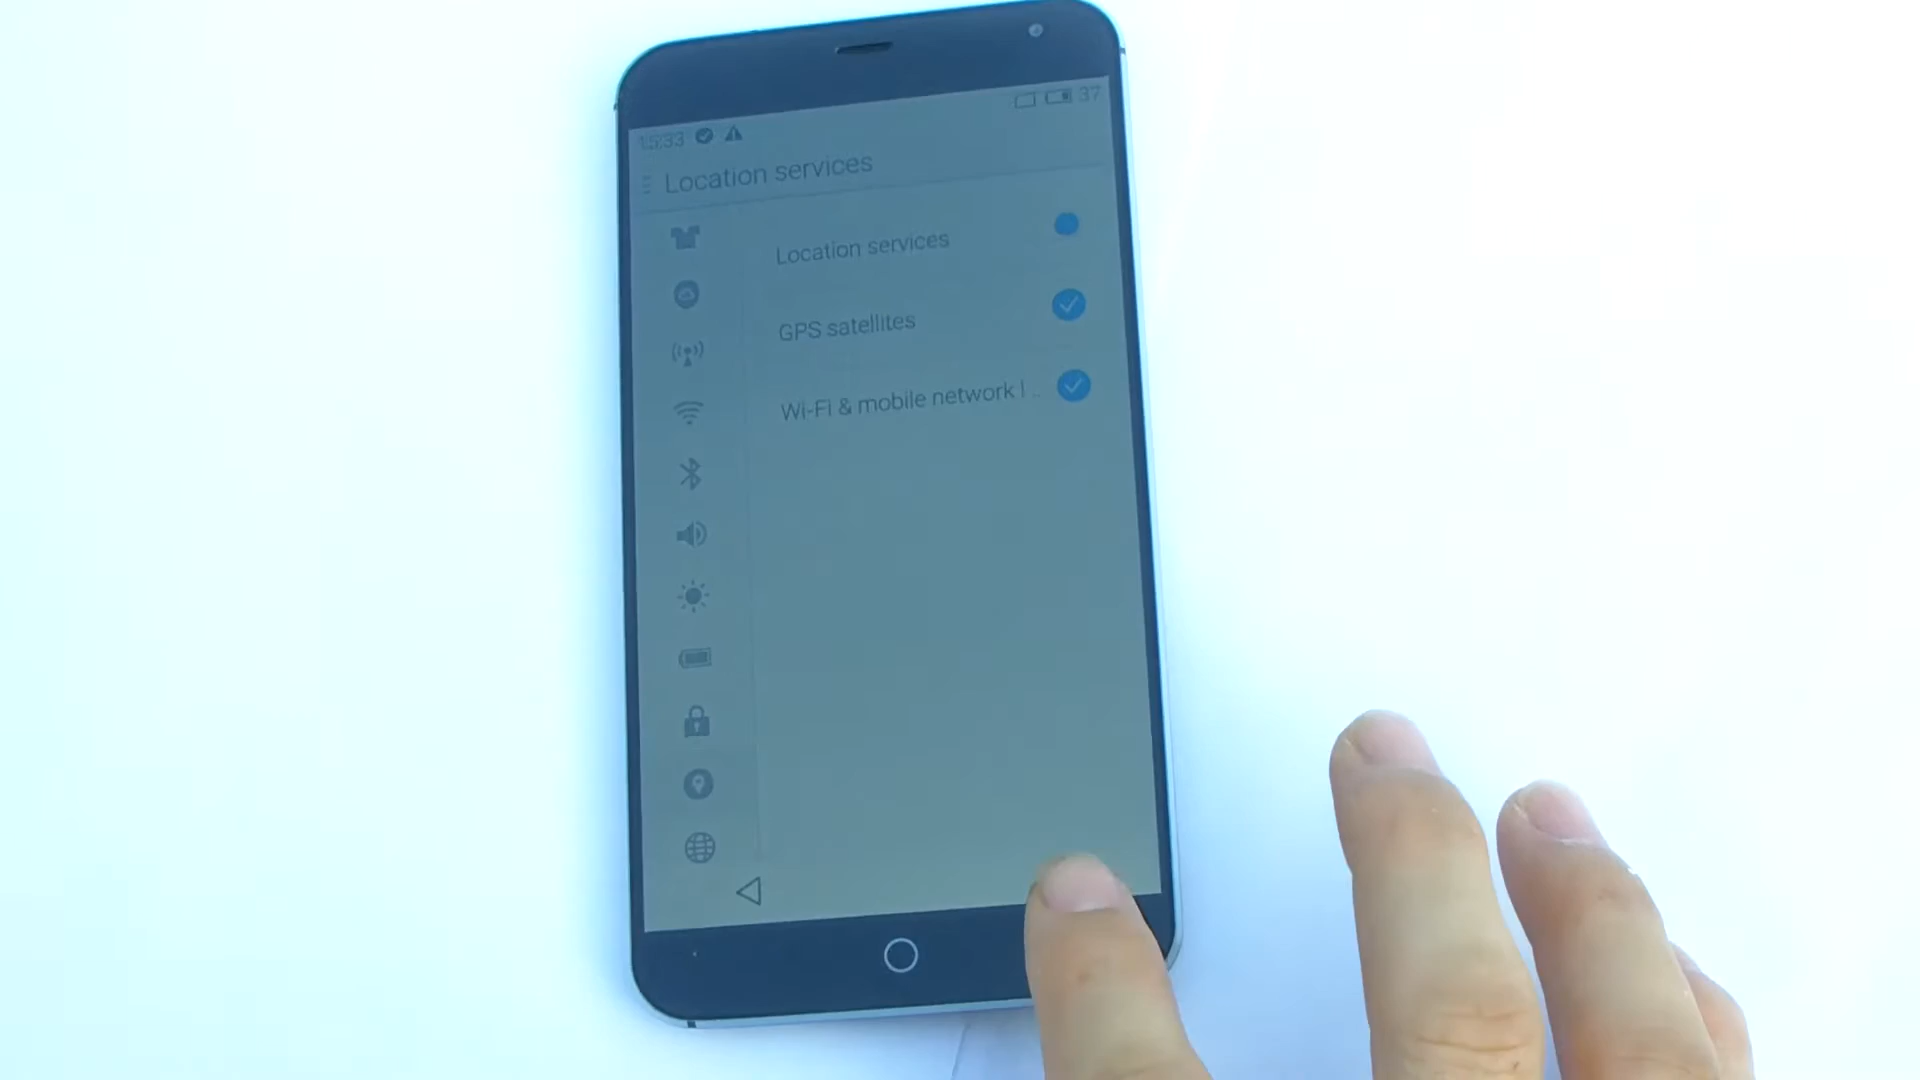 15:33 37
Location services
Location services
GPS satellites
Wi-Fi & mobile network l ..